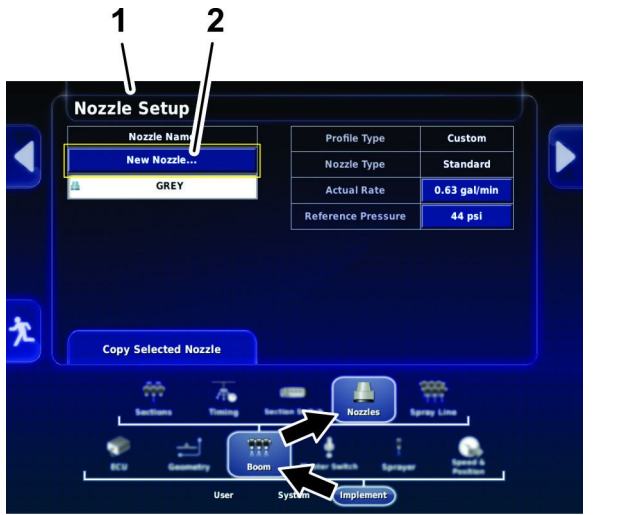 1 2
Nozzle Setup
Nozzle Name
New Nozzle...
GREY
Profile Type Custom
Nozzle Type Standard
Actual Rate 0.63 gal/min
Reference Pressure 44 psi
Copy Selected Nozzle
Sections Timing Section Nozzles Spray Line
ECU Geometry Boom Switch Sprayer Speed & Position
User System Implement